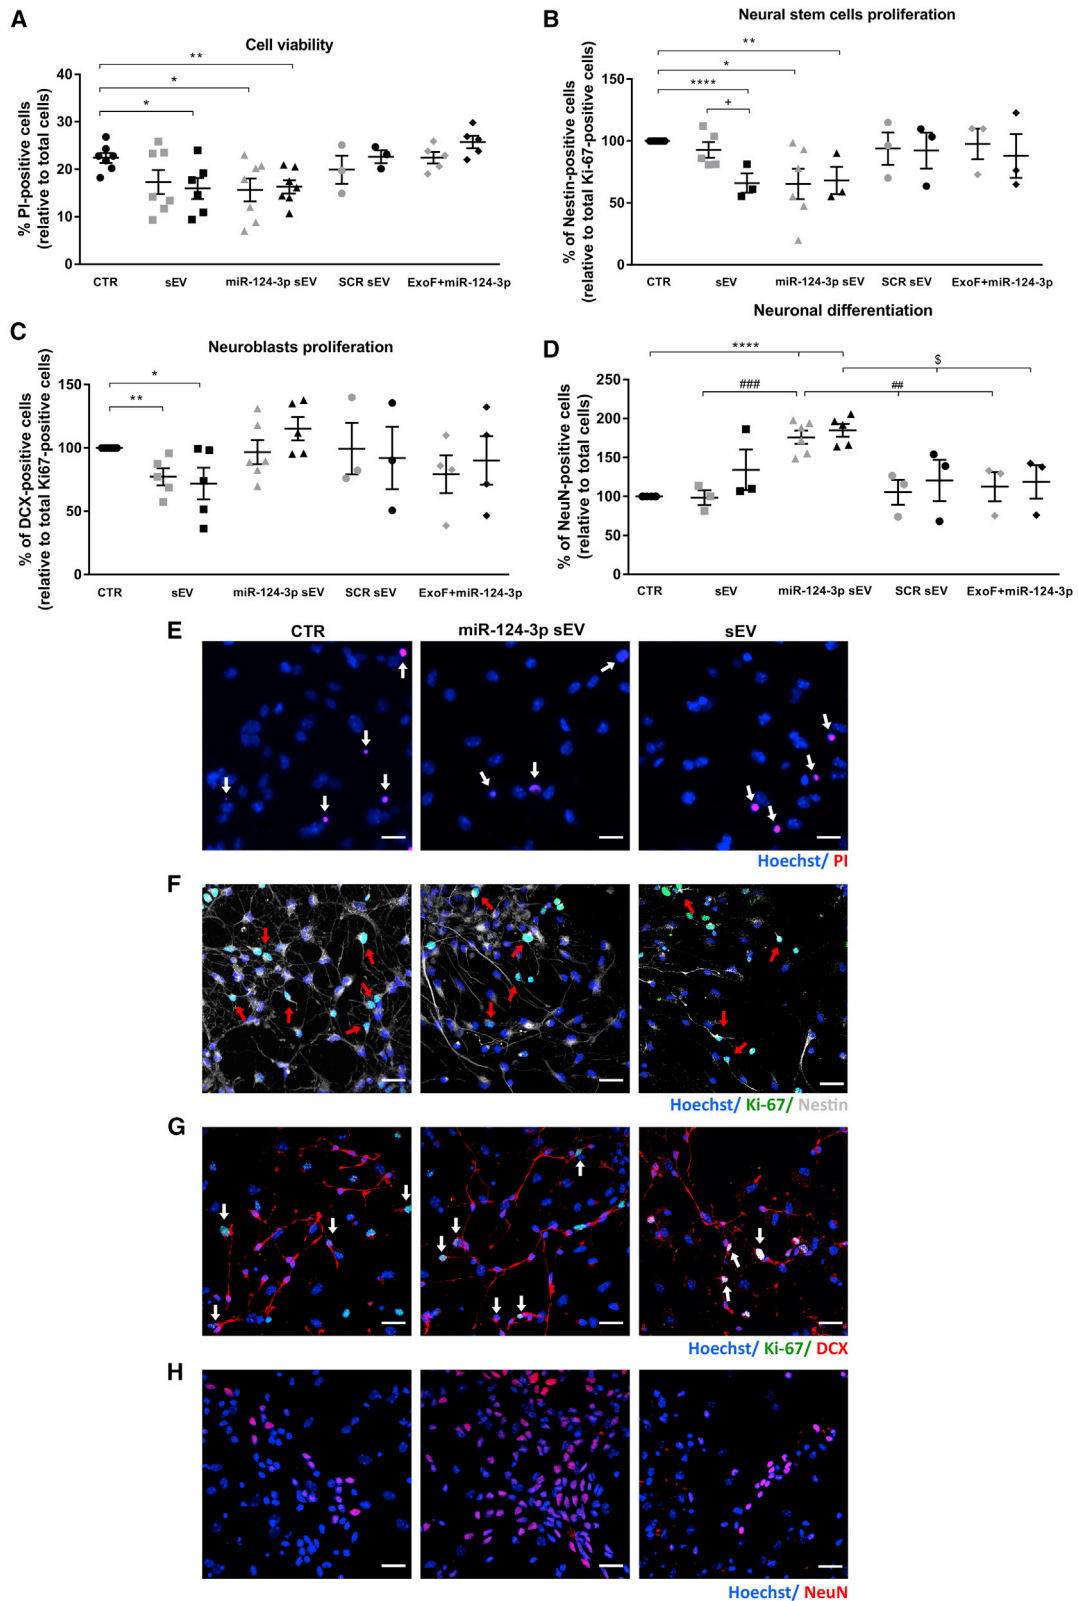 A
Cell viability
% PI-positive cells
(relative to total cells)
40
30
20
10
0
**
*
*
CTR
sEV
miR-124-3p sEV
SCR sEV
ExoF+miR-124-3p
B
Neural stem cells proliferation
% of Nestin-positive cells
(relative to total Ki-67-positive cells)
150
100
50
0
**
*
****
+
CTR
sEV
miR-124-3p sEV
SCR sEV
ExoF+miR-124-3p
C
Neuroblasts proliferation
% of DCX-positive cells
(relative to total Ki67-positive cells)
150
100
50
0
*
**
CTR
sEV
miR-124-3p sEV
SCR sEV
ExoF+miR-124-3p
D
Neuronal differentiation
% of NeuN-positive cells
(relative to total cells)
250
200
150
100
50
0
****
$
###
##
CTR
sEV
miR-124-3p sEV
SCR sEV
ExoF+miR-124-3p
E
CTR
miR-124-3p sEV
sEV
Hoechst/ PI
F
Hoechst/ Ki-67/ Nestin
G
Hoechst/ Ki-67/ DCX
H
Hoechst/ NeuN